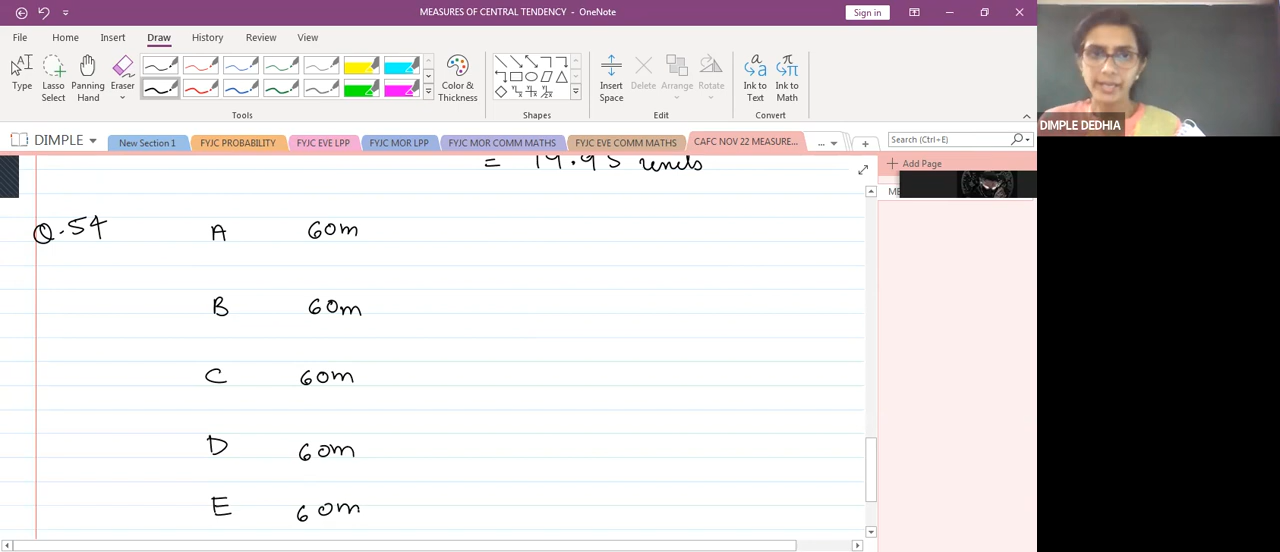 MEASURES OF CENTRAL TENDENCY - OneNote
Sign in
File Home Insert Draw History Review View
Type
Lasso Select
Panning Hand
Eraser
Color & Thickness
Insert Space
Delete
Arrange
Rotate
Ink to Text
Ink to Math
Tools
Shapes
Edit
Convert
DIMPLE DEDHIA
DIMPLE
New Section 1
FYJC PROBABILITY
FYJC EVE LPP
FYJC MOR LPP
FYJC MOR COMM MATHS
FYJC EVE COMM MATHS
CAFC NOV 22 MEASURE...
Search (Ctrl+E)
Add Page
Q.54 A 60m
B 60m
C 60m
D 60m
E 60m